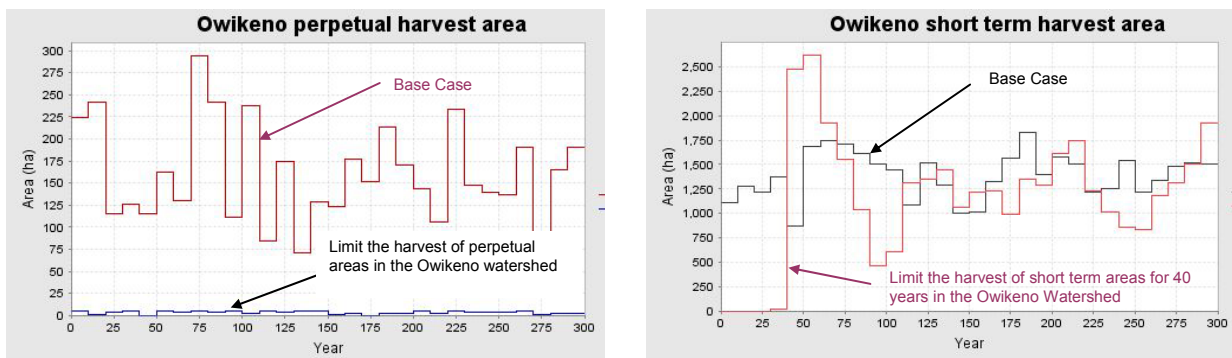 Owikeno perpetual harvest area
300
275
250
225
200
175
150
125
100
75
50
25
0
Area (ha)
Base Case
Limit the harvest of perpetual
areas in the Owikeno watershed
0 25 50 75 100 125 150 175 200 225 250 275 300
Year
Owikeno short term harvest area
2,500
2,250
2,000
1,750
1,500
1,250
1,000
750
500
250
0
Area (ha)
Base Case
Limit the harvest of short term areas for 40
years in the Owikeno Watershed
0 25 50 75 100 125 150 175 200 225 250 275 300
Year